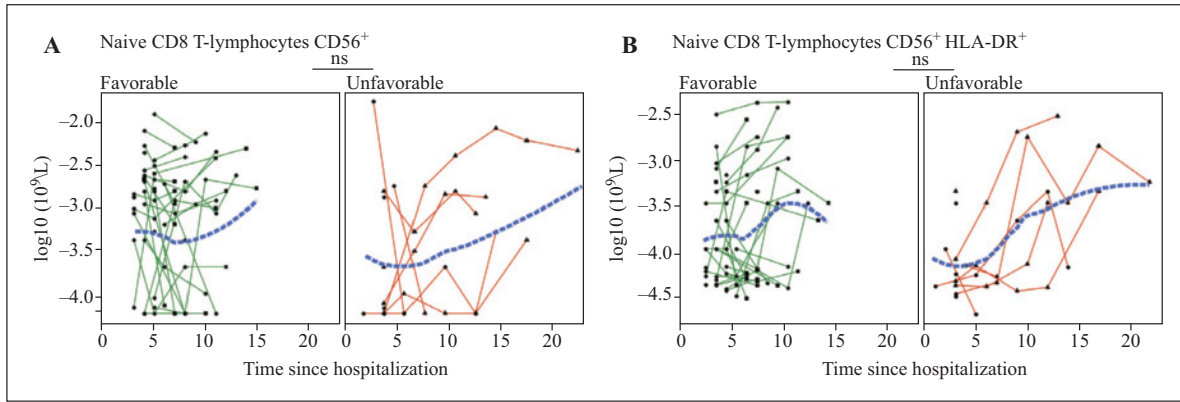 A Naive CD8 T-lymphocytes CD56⁺
ns
Favorable Unfavorable
log10 (10⁹\L)
−2.0
−2.5
−3.0
−3.5
−4.0
0 5 10 15 20 0 5 10 15 20
Time since hospitalization
B Naive CD8 T-lymphocytes CD56⁺ HLA-DR⁺
ns
Favorable Unfavorable
log10 (10⁹\L)
−2.5
−3.0
−3.5
−4.0
−4.5
0 5 10 15 20 0 5 10 15 20
Time since hospitalization